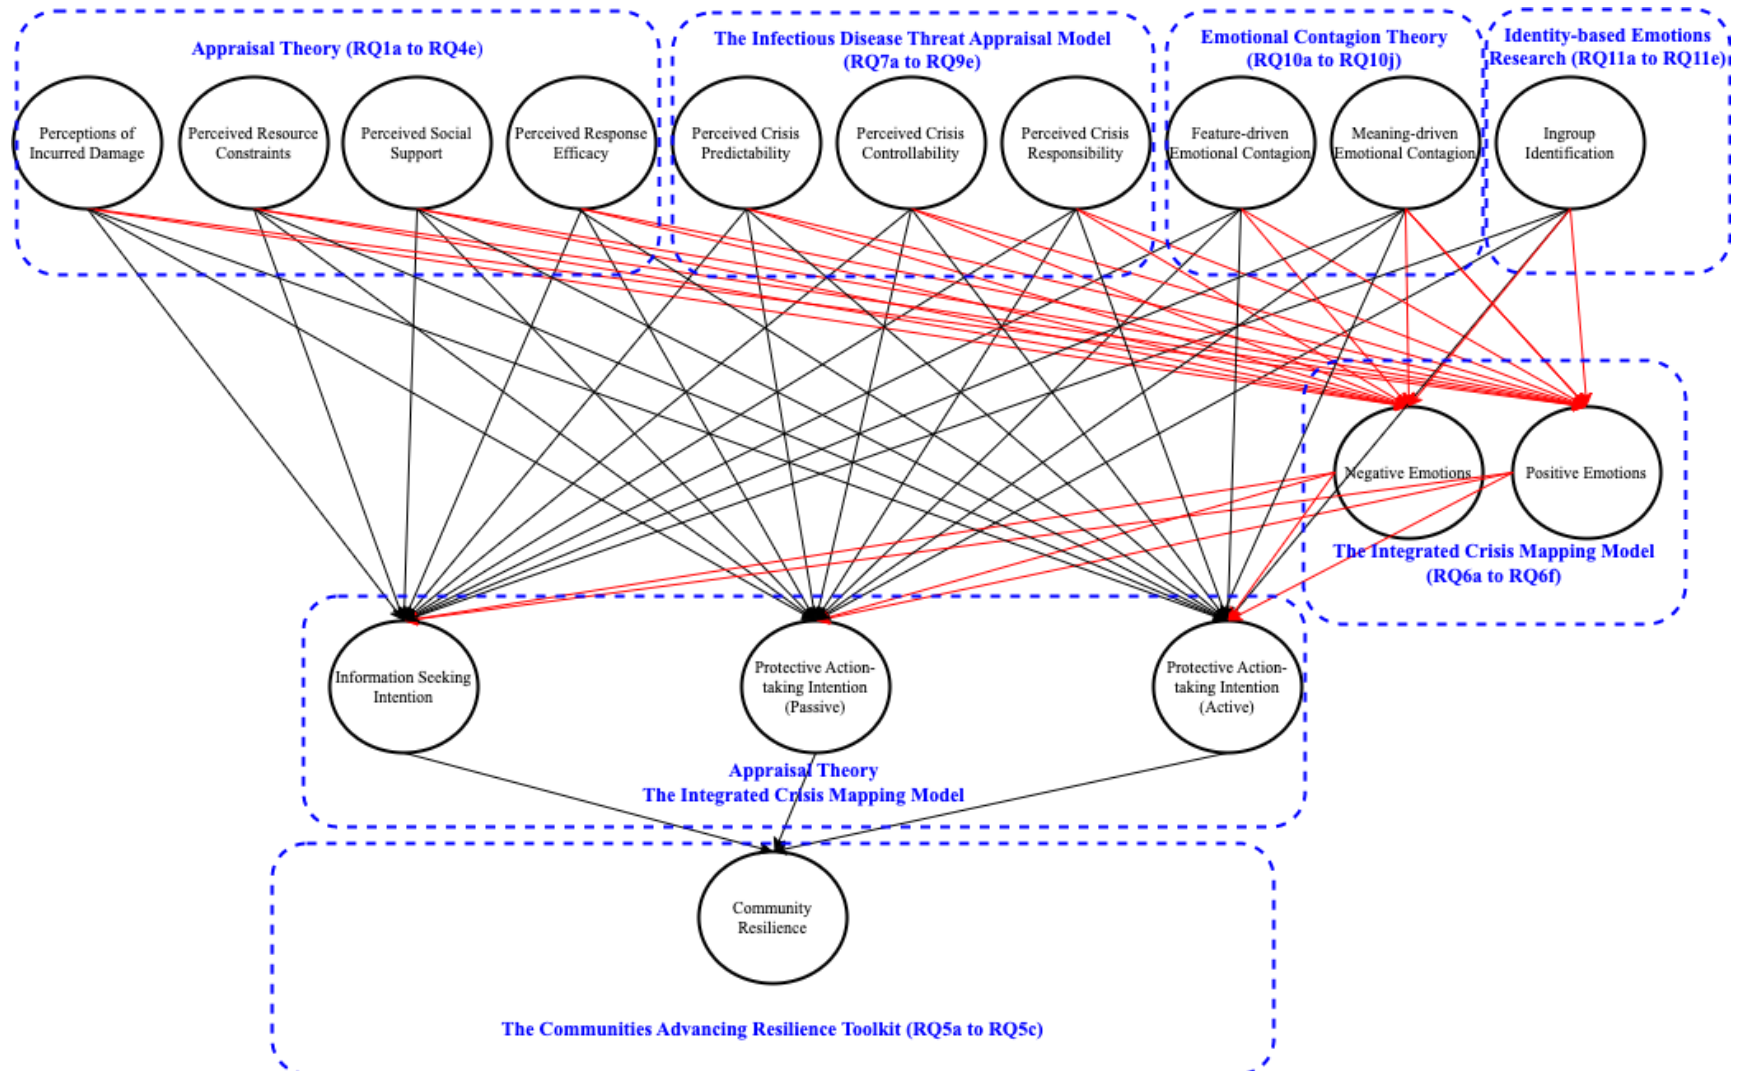 Appraisal Theory (RQ1a to RQ4e)
The Infectious Disease Threat Appraisal Model
(RQ7a to RQ9e)
Emotional Contagion Theory
(RQ10a to RQ10j)
Identity-based Emotions
Research (RQ11a to RQ11e)
Perceptions of
Incurred Damage
Perceived Resource
Constraints
Perceived Social
Support
Perceived Response
Efficacy
Perceived Crisis
Predictability
Perceived Crisis
Controllability
Perceived Crisis
Responsibility
Feature-driven
Emotional Contagion
Meaning-driven
Emotional Contagion
Ingroup
Identification
Negative Emotions
Positive Emotions
The Integrated Crisis Mapping Model
(RQ6a to RQ6f)
Information Seeking
Intention
Protective Action-
taking Intention
(Passive)
Protective Action-
taking Intention
(Active)
Appraisal Theory
The Integrated Crisis Mapping Model
Community
Resilience
The Communities Advancing Resilience Toolkit (RQ5a to RQ5c)